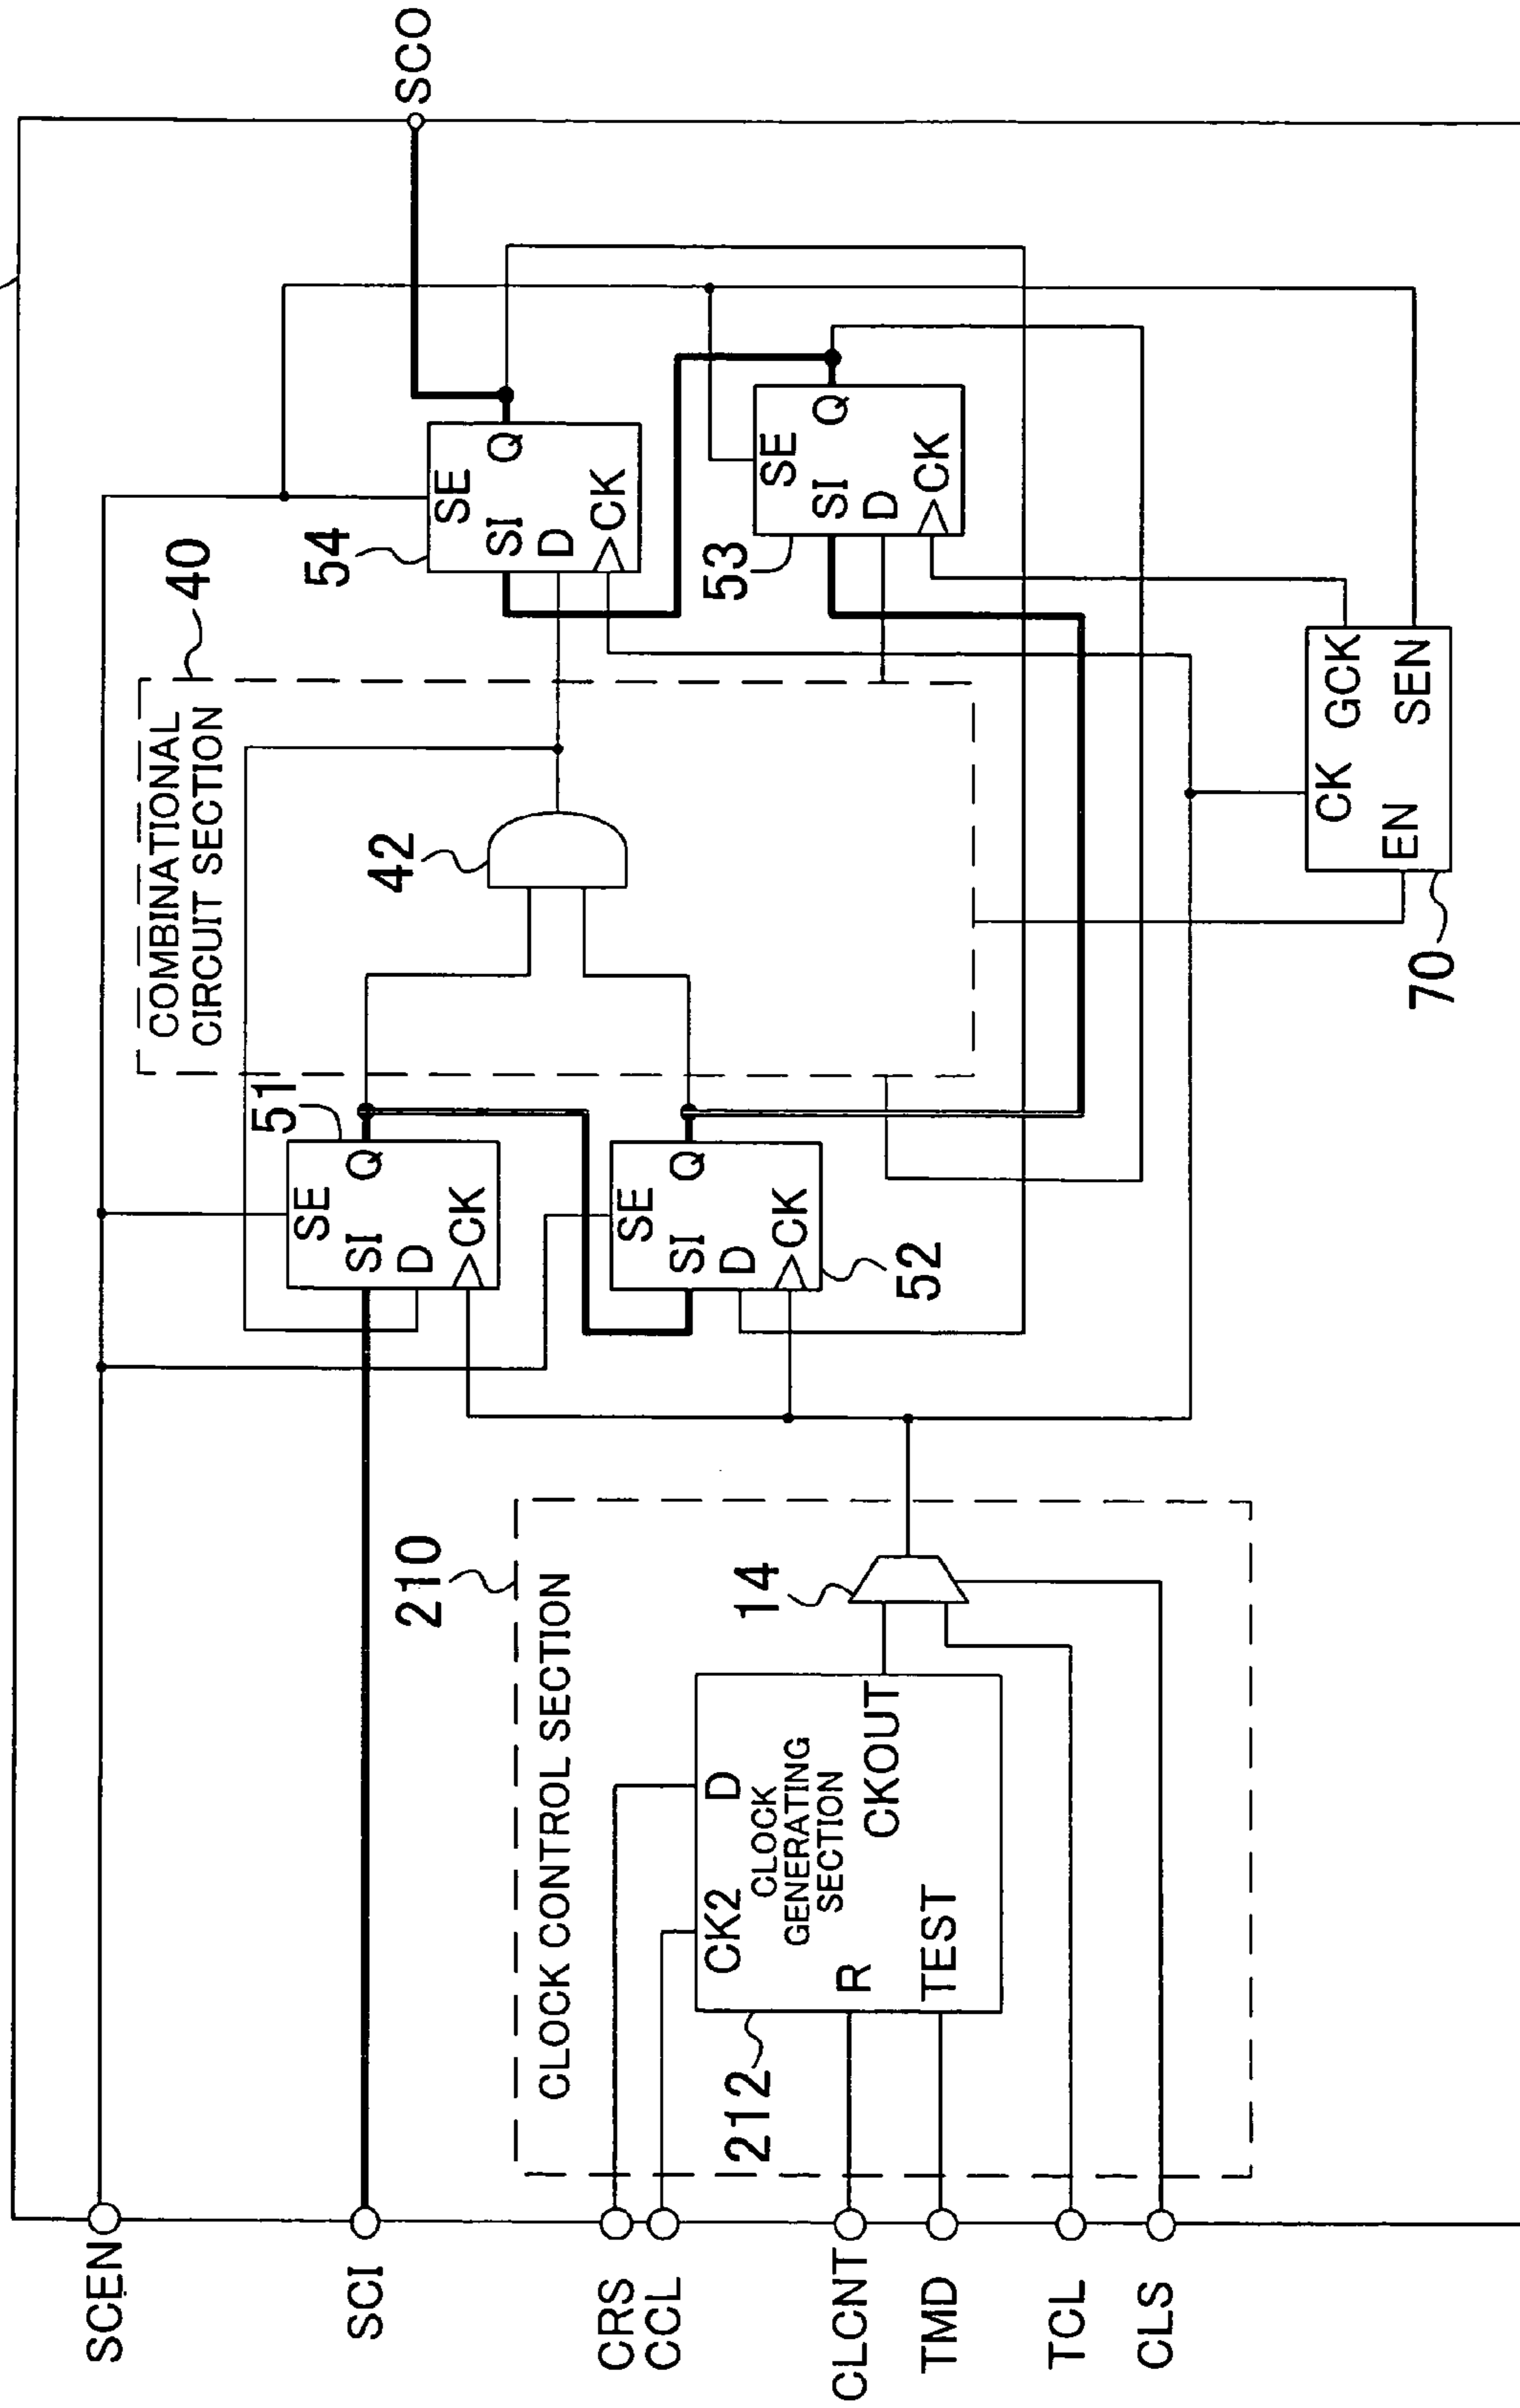 SCEN
SCI
CRS
CCL
CLCNT
TMD
TCL
CLS
210
CLOCK CONTROL SECTION
212
CK2
D
CLOCK
GENERATING
SECTION
R
CKOUT
TEST
14
51
SE
SI
Q
D
CK
SE
SI
Q
D
CK
52
COMBINATIONAL
CIRCUIT SECTION
40
42
54
SE
SI
Q
D
CK
53
SE
SI
Q
D
CK
CK
GCK
EN
SEN
70
SCO